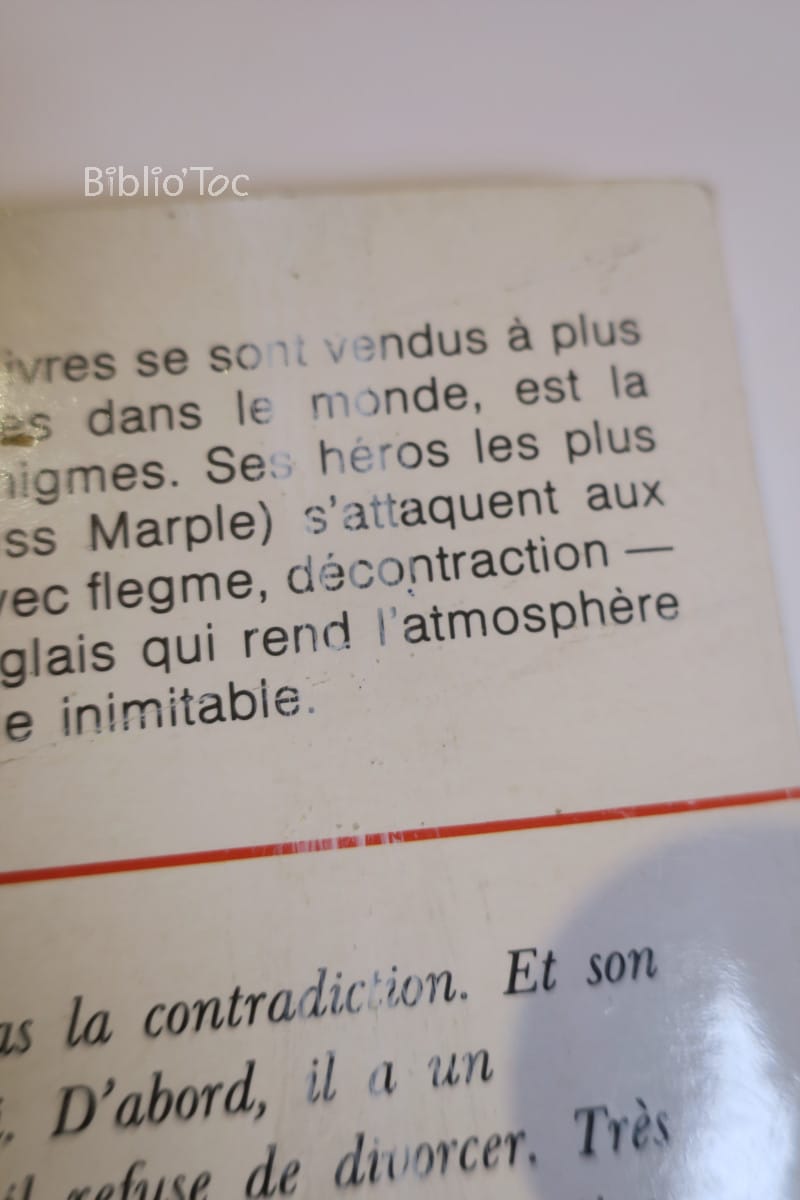 Biblio'Toc
ivres se sont vendus à plus
es dans le monde, est la
nigmes. Ses héros les plus
ss Marple) s'attaquent aux
vec flegme, décontraction —
glais qui rend l'atmosphère
e inimitable.
as la contradiction. Et son
D'abord, il a un
il refuse de divorcer. Très